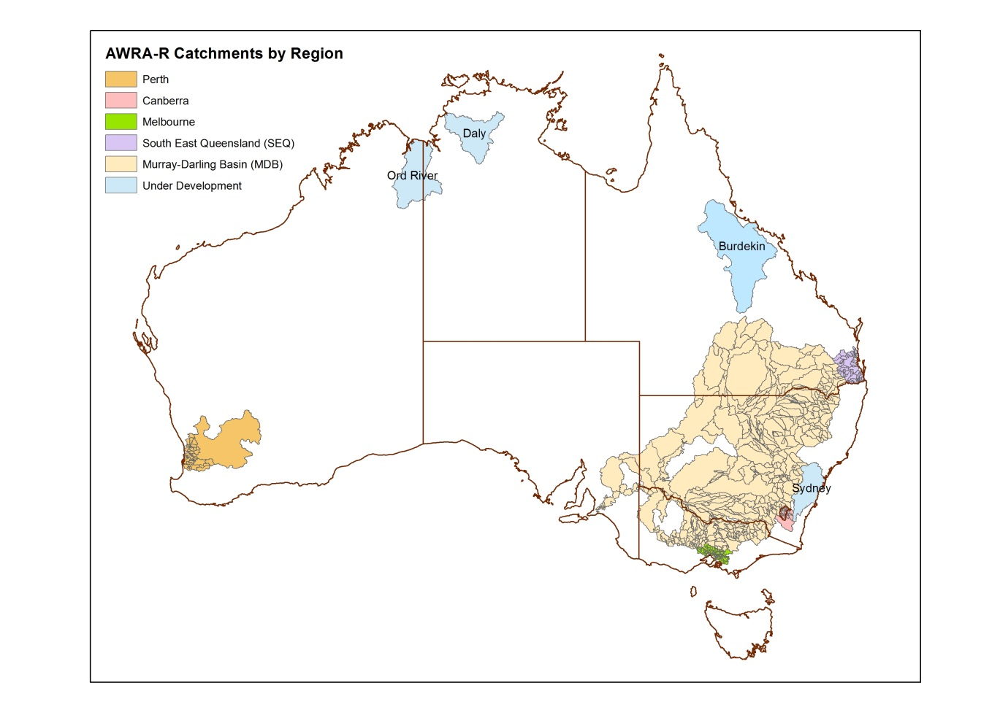 AWRA-R Catchments by Region
Perth
Canberra
Melbourne
South East Queensland (SEQ)
Murray-Darling Basin (MDB)
Under Development
Daly
Ord River
Burdekin
Sydney